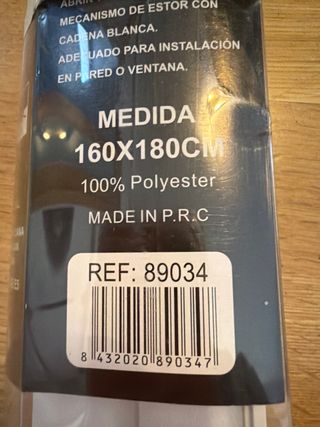 ABRIR
MECANISMO DE ESTOR CON
CADENA BLANCA.
ADECUADO PARA INSTALACIÓN
EN PARED O VENTANA.
MEDIDA
160X180CM
100% Polyester
MADE IN P.R.C
REF: 89034
8 432020 890347